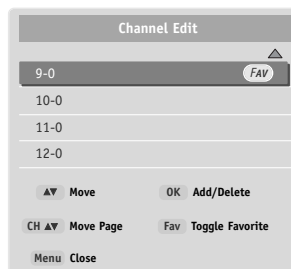 Channel Edit
9-0 FAV
10-0
11-0
12-0
▲▼ Move OK Add/Delete
CH ▲▼ Move Page Fav Toggle Favorite
Menu Close